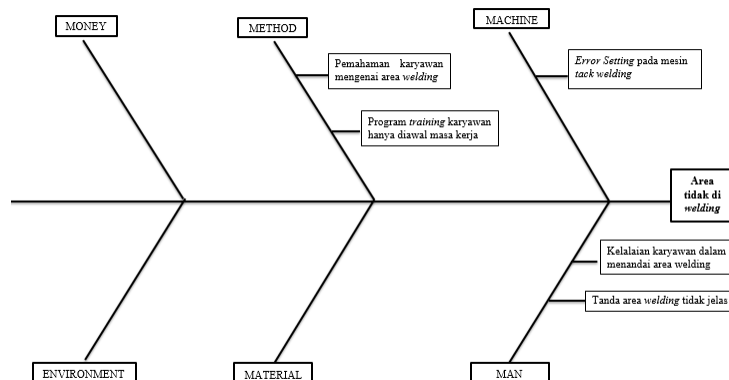 MONEY
METHOD
MACHINE
Pemahaman karyawan
mengenai area welding
Error Setting pada mesin
tack welding
Program training karyawan
hanya diawal masa kerja
Area
tidak di
welding
Kelalaian karyawan dalam
menandai area welding
Tanda area welding tidak jelas
ENVIRONMENT
MATERIAL
MAN